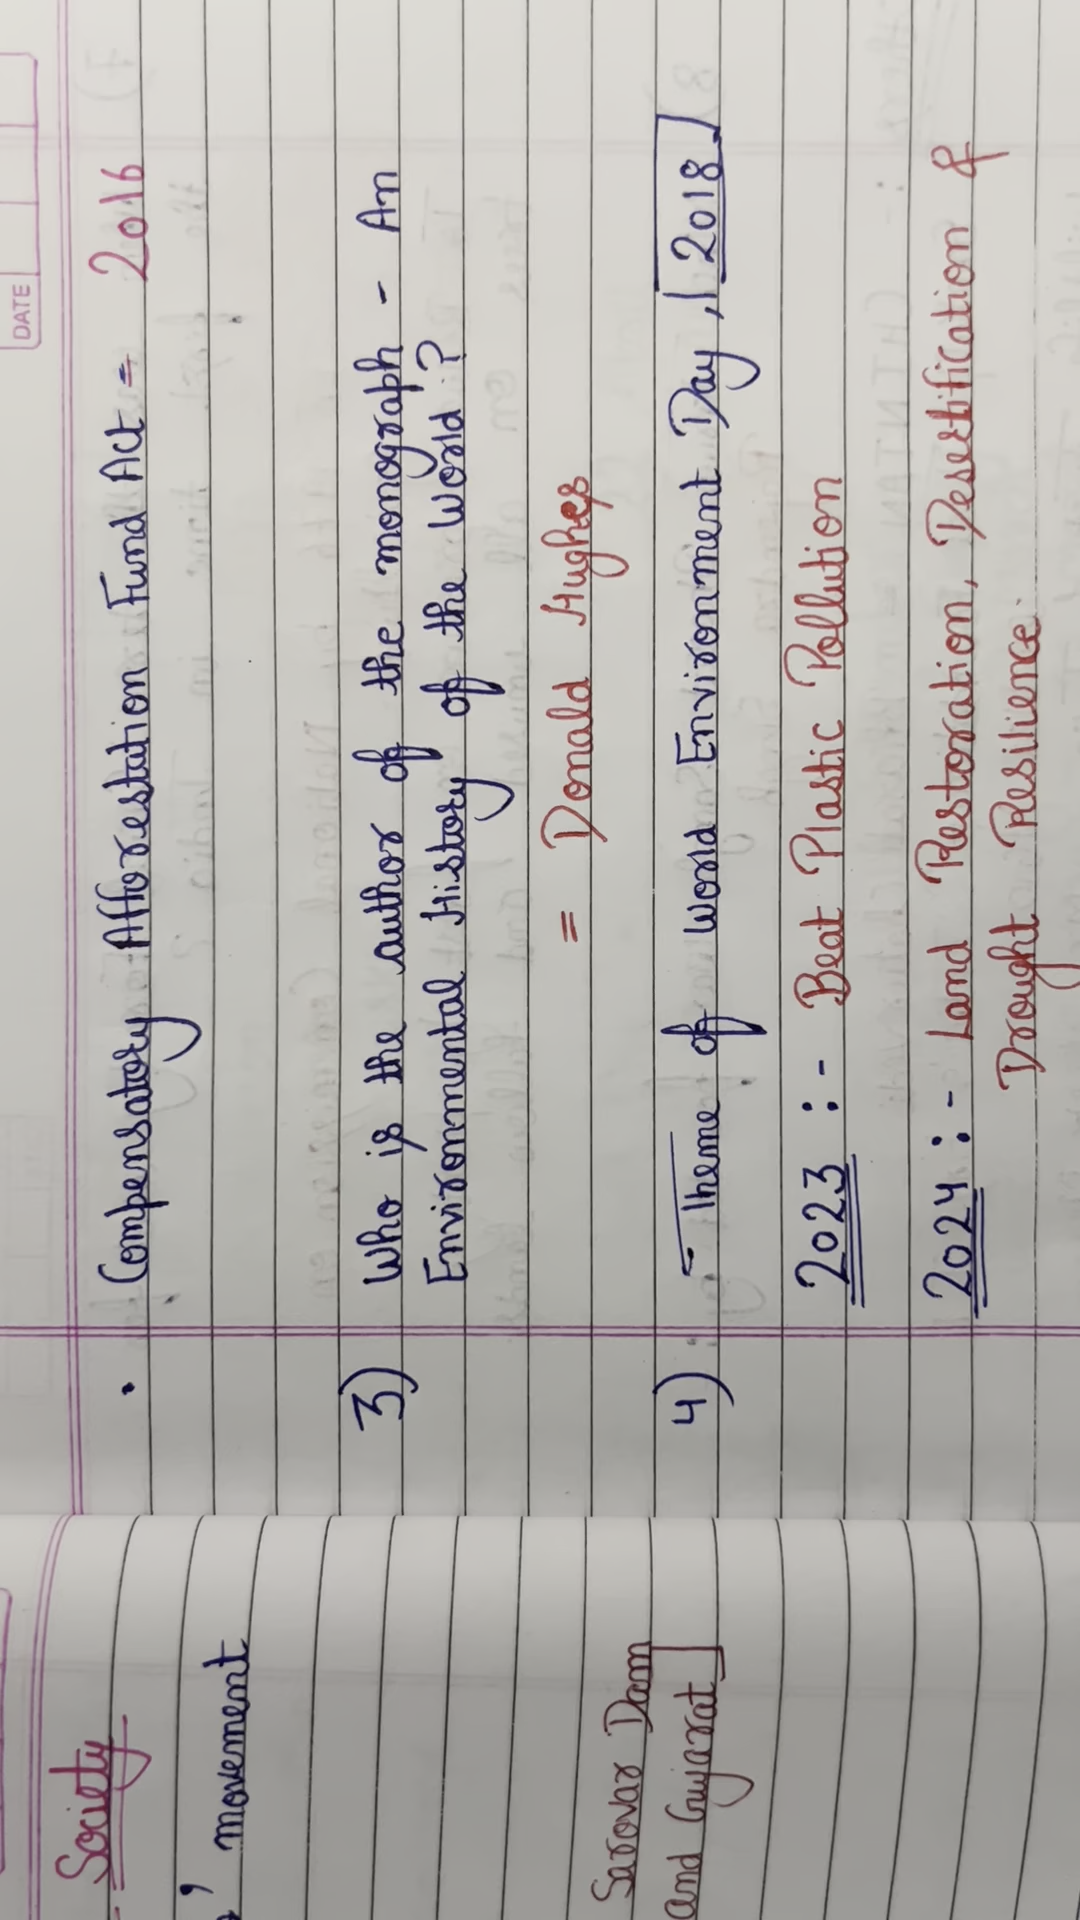 DATE
• Compensatory Afforestation Fund Act = 2016
3) Who is the author of the monograph - An
Environmental History of the World?
= Donald Hughes
4) - Theme of World Environment Day, [2018]
2023 :- Beat Plastic Pollution
2024 :- Land Restoration, Desertification &
Drought Resilience.
Society
' movement
Sarovar Dam
and Gujarat]